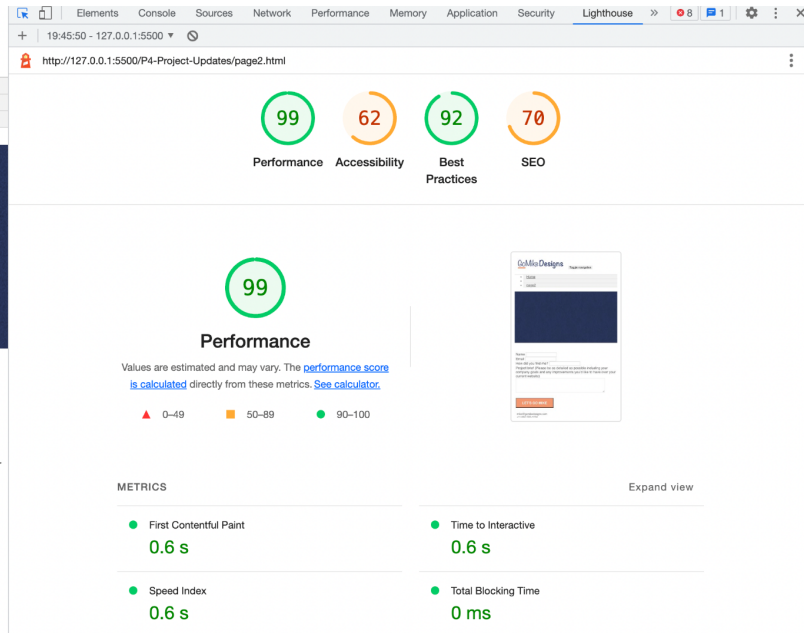 Elements Console Sources Network Performance Memory Application Security Lighthouse » 8 1
+ 19:45:50 - 127.0.0.1:5500 ▼
http://127.0.0.1:5500/P4-Project-Updates/page2.html
99 62 92 70
Performance Accessibility Best Practices SEO
99
Performance
Values are estimated and may vary. The performance score
is calculated directly from these metrics. See calculator.
0–49 50–89 90–100
GoMike Designs
METRICS Expand view
First Contentful Paint
0.6 s
Time to Interactive
0.6 s
Speed Index
0.6 s
Total Blocking Time
0 ms